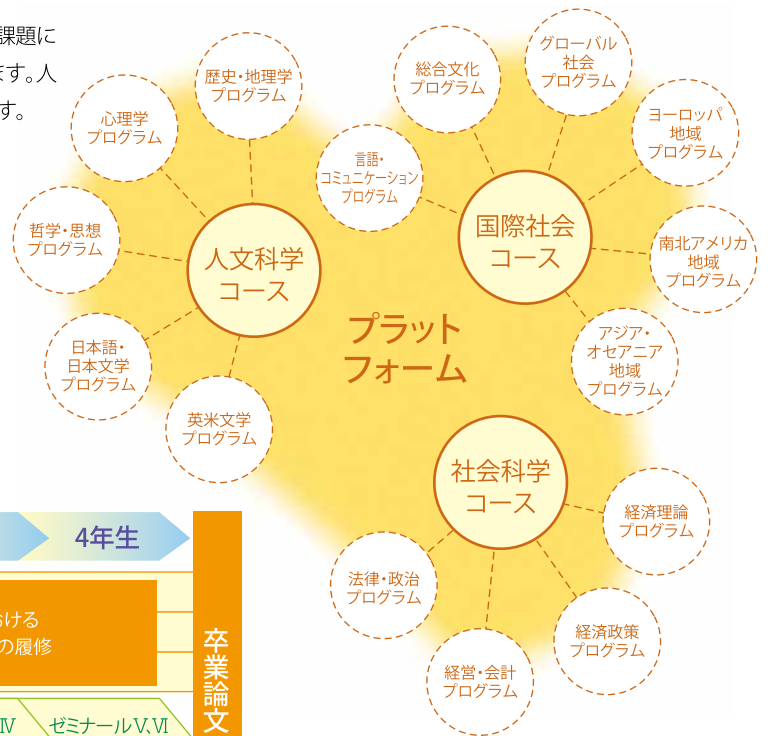 課題に
ます。人
す。
歴史・地理学
プログラム
心理学
プログラム
哲学・思想
プログラム
日本語・
日本文学
プログラム
英米文学
プログラム
人文科学
コース
言語・
コミュニケーション
プログラム
総合文化
プログラム
グローバル
社会
プログラム
ヨーロッパ
地域
プログラム
南北アメリカ
地域
プログラム
アジア・
オセアニア
地域
プログラム
国際社会
コース
プラット
フォーム
社会科学
コース
経済理論
プログラム
経済政策
プログラム
経営・会計
プログラム
法律・政治
プログラム
4年生
おける
の履修
卒業論文
Ⅳ
ゼミナールⅤ、Ⅵ